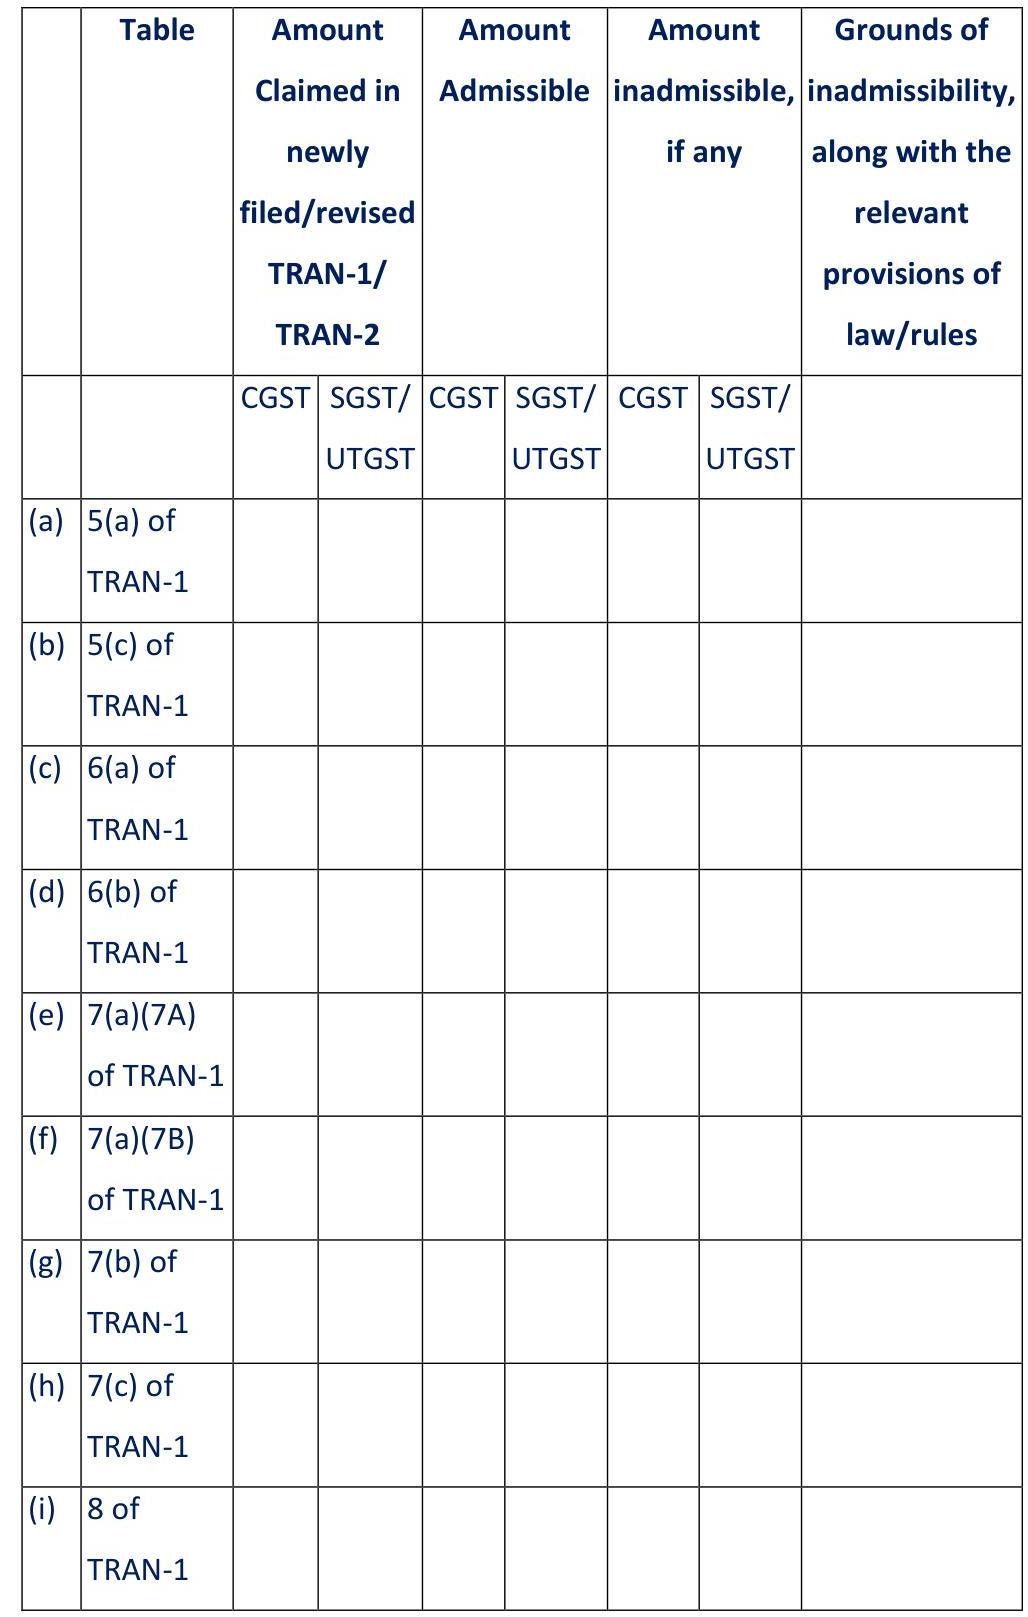 Table
Amount
Claimed in
newly
filed/revised
TRAN-1/
TRAN-2
Amount
Admissible
Amount
inadmissible,
if any
Grounds of
inadmissibility,
along with the
relevant
provisions of
law/rules
CGST
SGST/
UTGST
CGST
SGST/
UTGST
CGST
SGST/
UTGST
(a)
5(a) of
TRAN-1
(b)
5(c) of
TRAN-1
(c)
6(a) of
TRAN-1
(d)
6(b) of
TRAN-1
(e)
7(a)(7A)
of TRAN-1
(f)
7(a)(7B)
of TRAN-1
(g)
7(b) of
TRAN-1
(h)
7(c) of
TRAN-1
(i)
8 of
TRAN-1